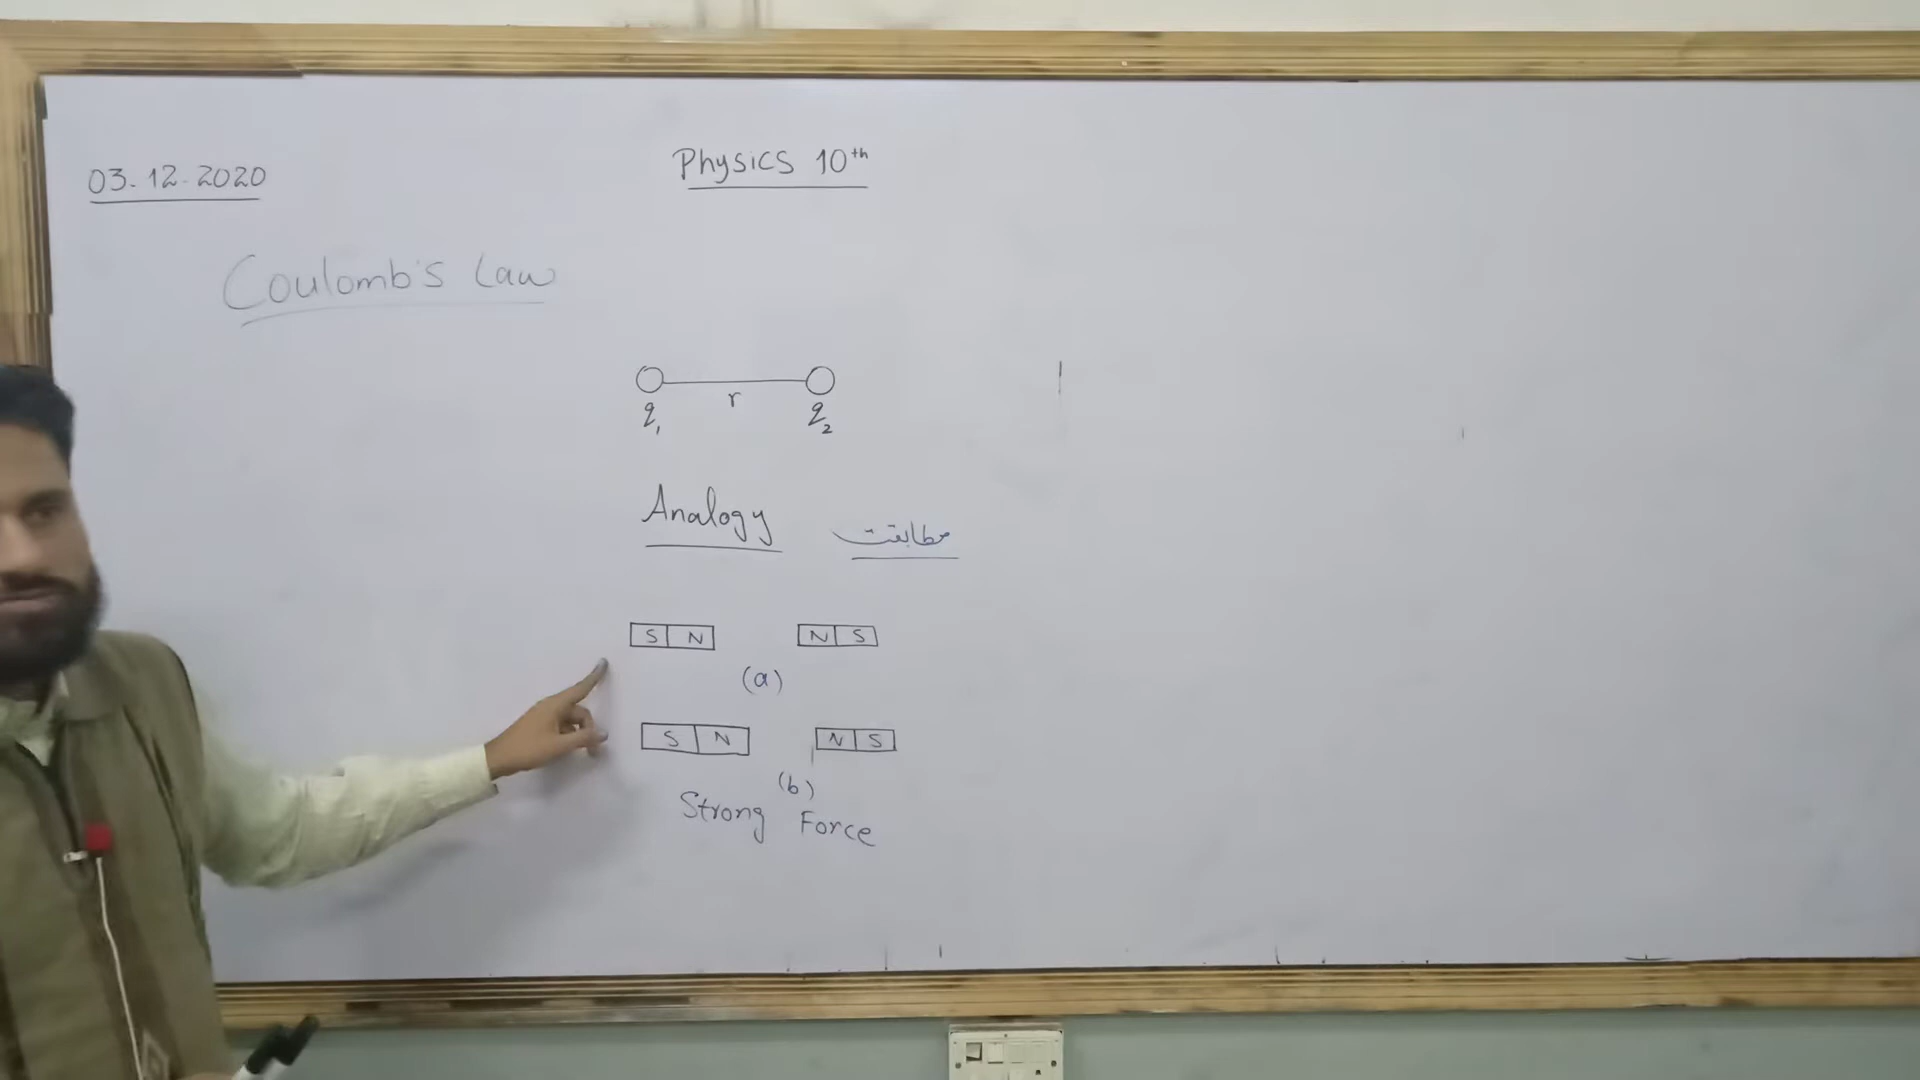 Physics 10th
03.12.2020
Coulomb's Law
r
q1 q2
Analogy مطابقت
S N N S
(a)
S N N S
(b)
Strong Force